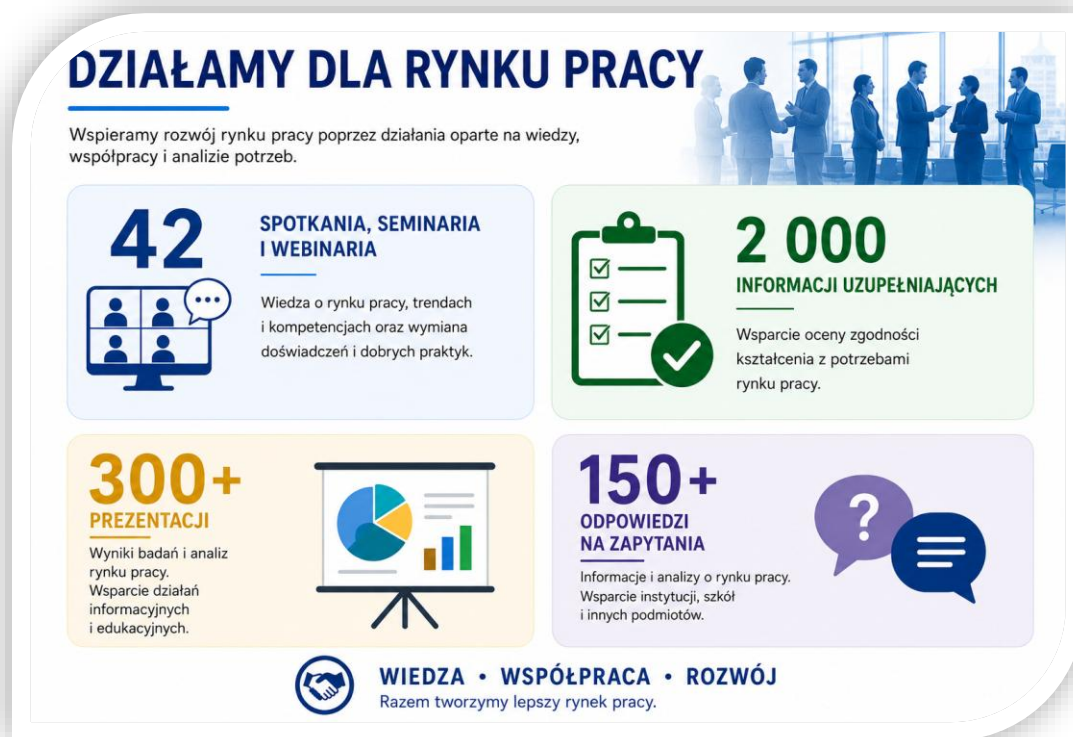 DZIAŁAMY DLA RYNKU PRACY
Wspieramy rozwój rynku pracy poprzez działania oparte na wiedzy,
współpracy i analizie potrzeb.
42
SPOTKANIA, SEMINARIA
I WEBINARIA
Wiedza o rynku pracy, trendach
i kompetencjach oraz wymiana
doświadczeń i dobrych praktyk.
2 000
INFORMACJI UZUPEŁNIAJĄCYCH
Wsparcie oceny zgodności
kształcenia z potrzebami
rynku pracy.
300+
PREZENTACJI
Wyniki badań i analiz
rynku pracy.
Wsparcie działań
informacyjnych
i edukacyjnych.
150+
ODPOWIEDZI
NA ZAPYTANIA
Informacje i analizy o rynku pracy.
Wsparcie instytucji, szkół
i innych podmiotów.
WIEDZA • WSPÓŁPRACA • ROZWÓJ
Razem tworzymy lepszy rynek pracy.